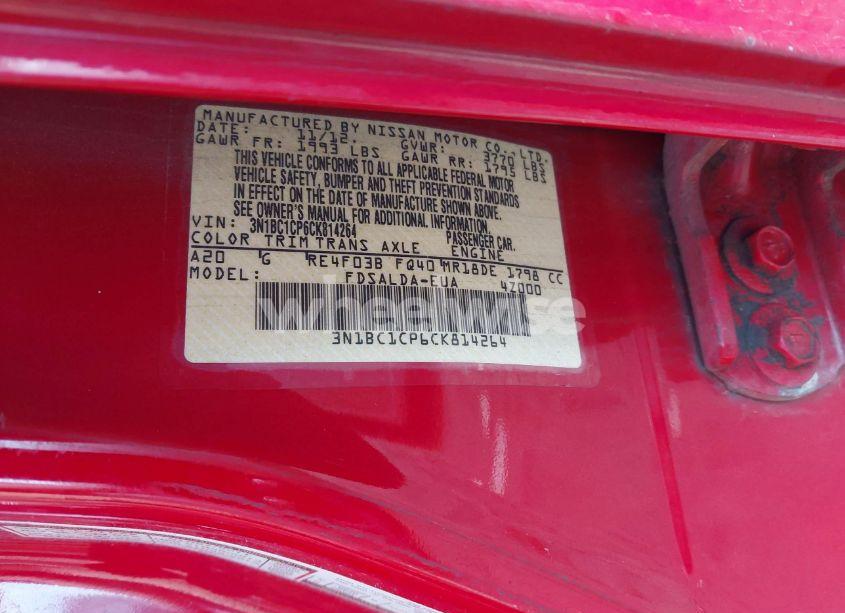 MANUFACTURED BY NISSAN MOTOR CO., LTD.
DATE: 11/12. GVWR: 3770 LBS
GAWR FR: 1993 LBS GAWR RR: 1795 LBS
THIS VEHICLE CONFORMS TO ALL APPLICABLE FEDERAL MOTOR
VEHICLE SAFETY, BUMPER AND THEFT PREVENTION STANDARDS
IN EFFECT ON THE DATE OF MANUFACTURE SHOWN ABOVE.
SEE OWNER'S MANUAL FOR ADDITIONAL INFORMATION.
VIN: 3N1BC1CP6CK814264 PASSENGER CAR.
COLOR TRIM TRANS AXLE ENGINE
A20 G RE4F03B FQ40 MR18DE 1798 CC
MODEL: FDSALDA-EUA 4Z000
wheelwise
3N1BC1CP6CK814264